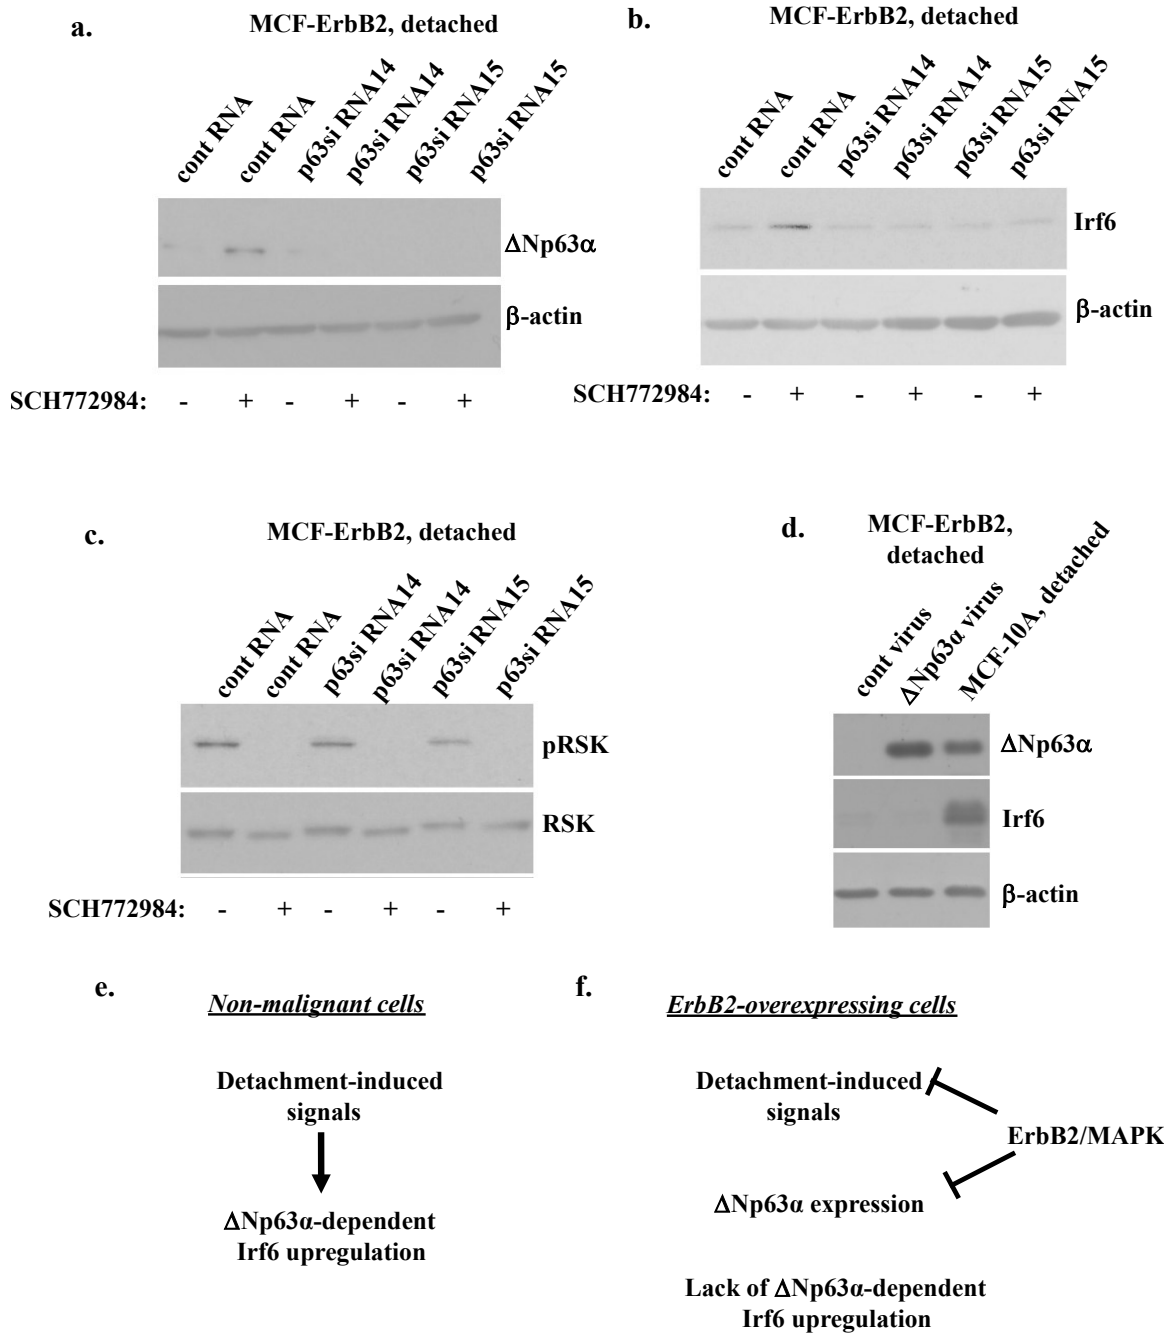 a.
MCF-ErbB2, detached
cont RNA
cont RNA
p63si RNA14
p63si RNA14
p63si RNA15
p63si RNA15
ΔNp63α
β-actin
SCH772984: - + - + - +
b.
MCF-ErbB2, detached
cont RNA
cont RNA
p63si RNA14
p63si RNA14
p63si RNA15
p63si RNA15
Irf6
β-actin
SCH772984: - + - + - +
c.
MCF-ErbB2, detached
cont RNA
cont RNA
p63si RNA14
p63si RNA14
p63si RNA15
p63si RNA15
pRSK
RSK
SCH772984: - + - + - +
d.
MCF-ErbB2,
detached
cont virus
ΔNp63α virus
MCF-10A, detached
ΔNp63α
Irf6
β-actin
e.
Non-malignant cells
Detachment-induced
signals
ΔNp63α-dependent
Irf6 upregulation
f.
ErbB2-overexpressing cells
Detachment-induced
signals
ErbB2/MAPK
ΔNp63α expression
Lack of ΔNp63α-dependent
Irf6 upregulation